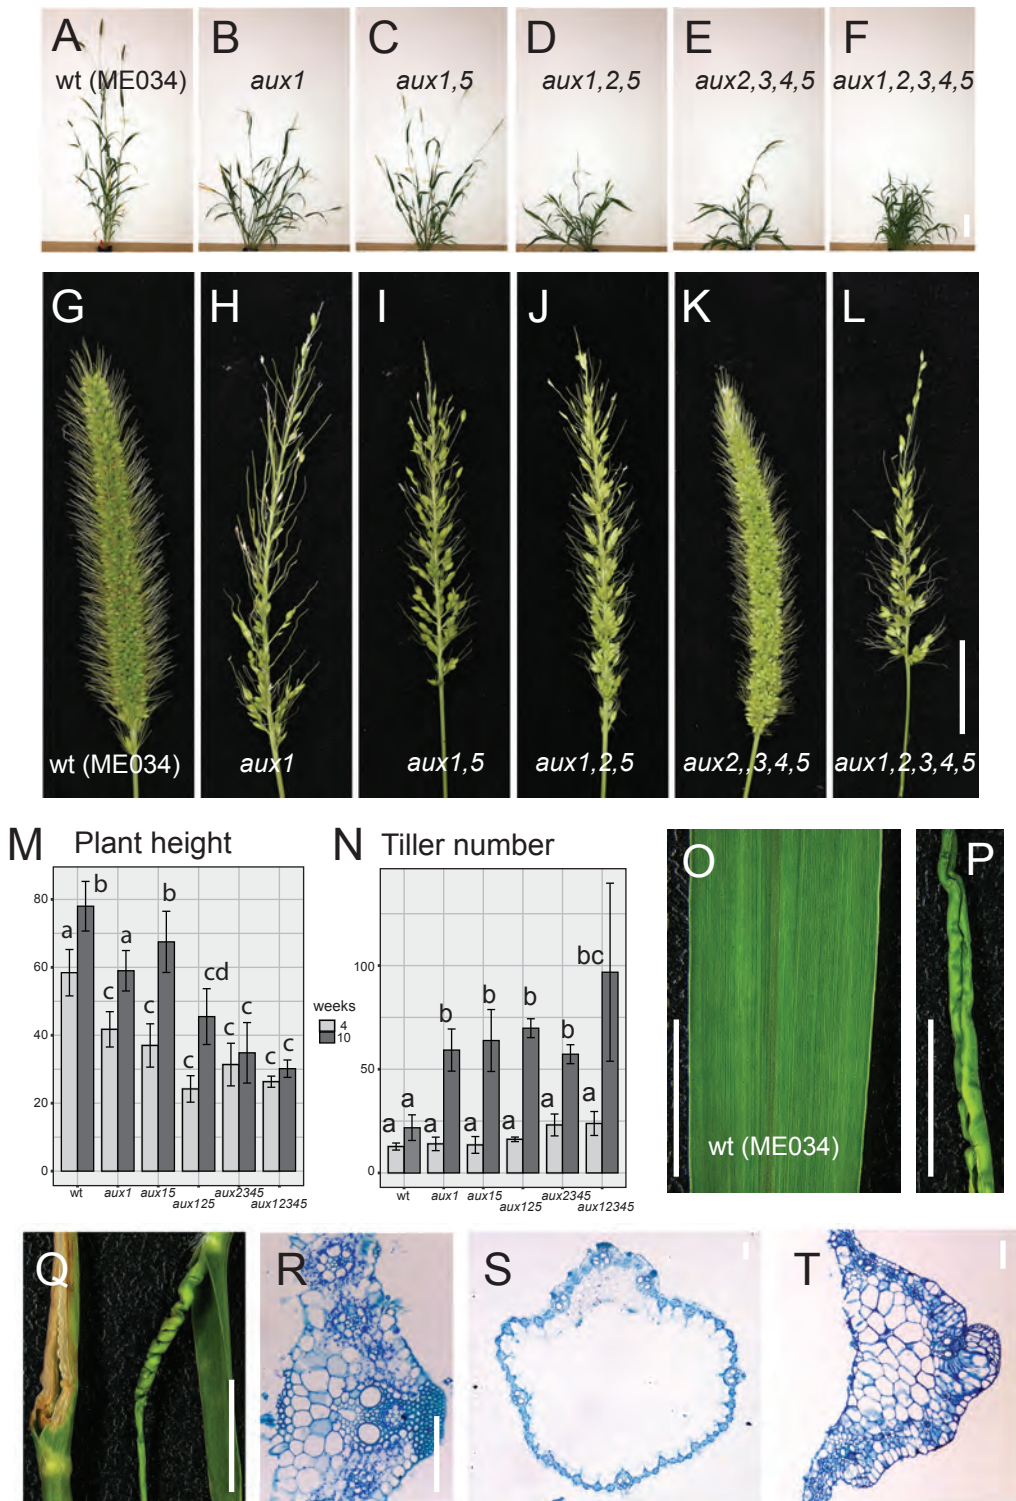 A B C D E F
wt (ME034) aux1 aux1,5 aux1,2,5 aux2,3,4,5 aux1,2,3,4,5
G H I J K L
wt (ME034) aux1 aux1,5 aux1,2,5 aux2,,3,4,5 aux1,2,3,4,5
M Plant height
80
60
40
20
0
a b c a c b c cd c c c c
wt aux1 aux15 aux125 aux2345 aux12345
weeks
4
10
N Tiller number
100
50
0
a a a b a b a b a b a bc
wt aux1 aux15 aux125 aux2345 aux12345
O P
wt (ME034)
Q R S T